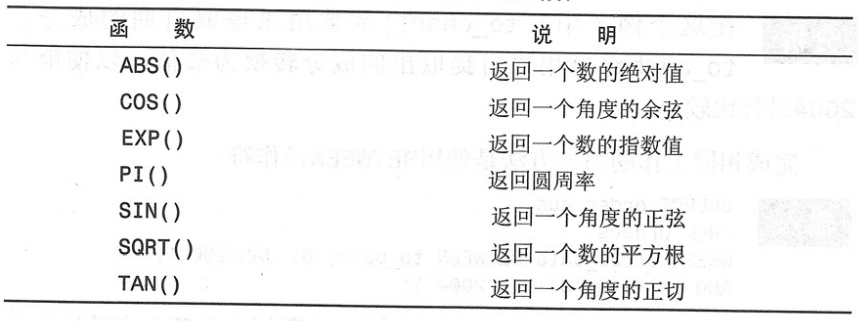 函 数 说 明
ABS() 返回一个数的绝对值
COS() 返回一个角度的余弦
EXP() 返回一个数的指数值
PI() 返回圆周率
SIN() 返回一个角度的正弦
SQRT() 返回一个数的平方根
TAN() 返回一个角度的正切